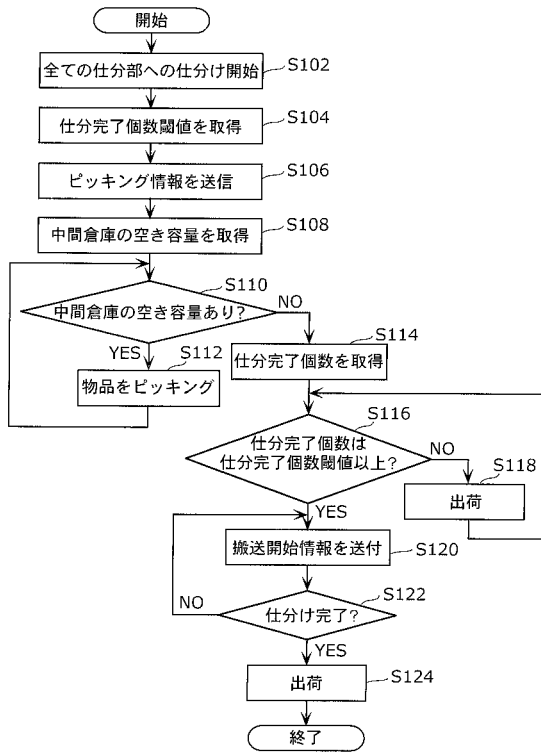 開始
全ての仕分部への仕分け開始
S102
仕分完了個数閾値を取得
S104
ピッキング情報を送信
S106
中間倉庫の空き容量を取得
S108
S110
中間倉庫の空き容量あり?
NO
YES
S112
物品をピッキング
S114
仕分完了個数を取得
S116
仕分完了個数は
仕分完了個数閾値以上?
NO
S118
出荷
YES
搬送開始情報を送付
S120
S122
仕分け完了?
NO
YES
出荷
S124
終了